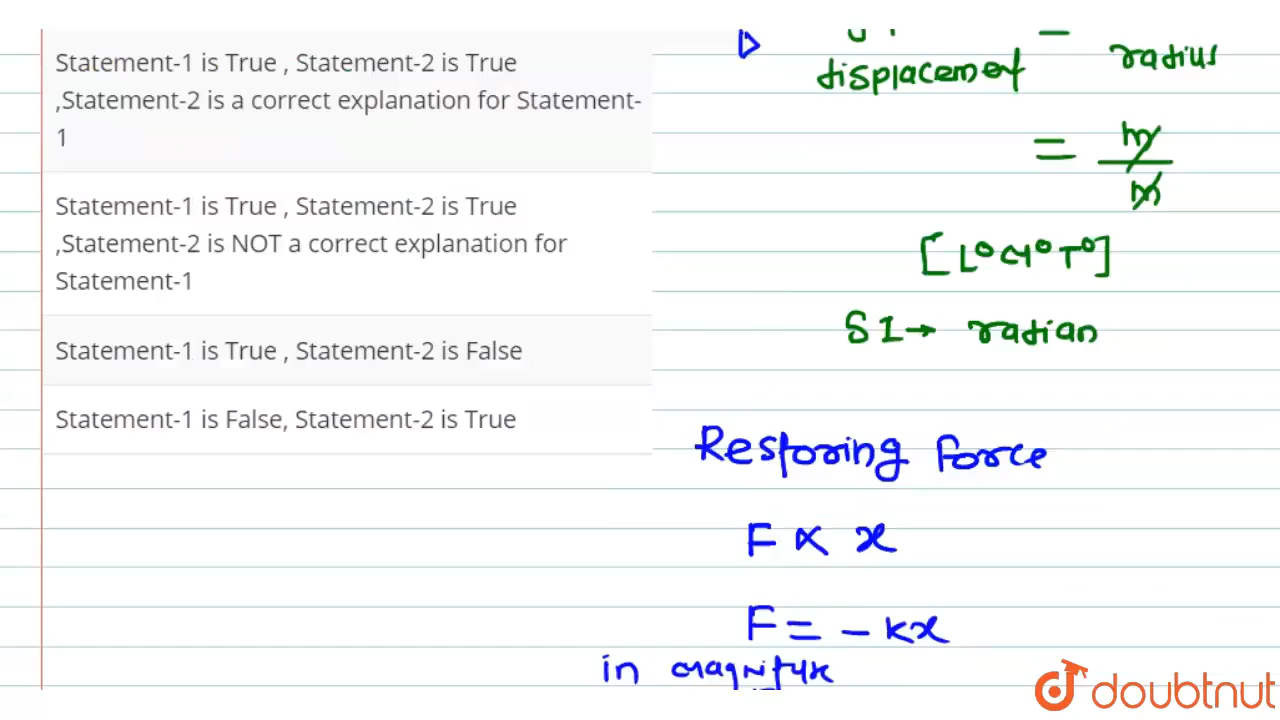 Statement-1 is True , Statement-2 is True
,Statement-2 is a correct explanation for Statement-
1
Statement-1 is True , Statement-2 is True
,Statement-2 is NOT a correct explanation for
Statement-1
Statement-1 is True , Statement-2 is False
Statement-1 is False, Statement-2 is True
displacement = radius
= m/m
[L⁰M⁰T⁰]
SI → radian
Restoring force
F ∝ x
F = - Kx
in magnitude
doubtnut